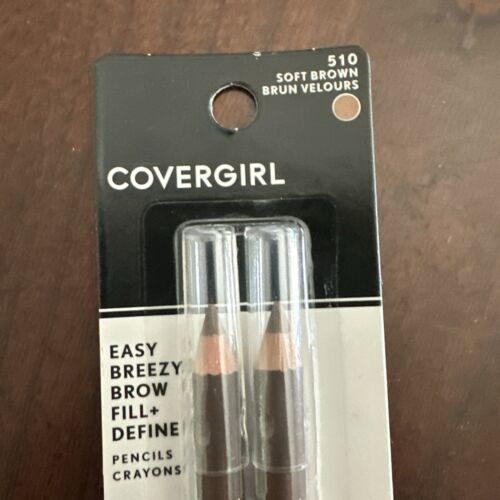 510
SOFT BROWN
BRUN VELOURS
COVERGIRL
EASY
BREEZY
BROW
FILL+
DEFINE
PENCILS
CRAYONS